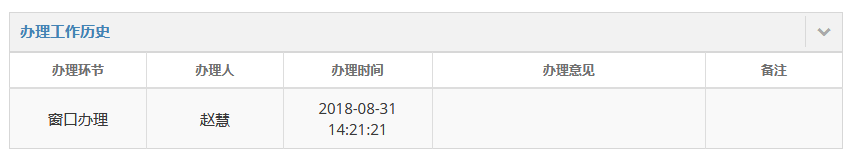 办理工作历史
办理环节 办理人 办理时间 办理意见 备注
窗口办理 赵慧 2018-08-31
14:21:21